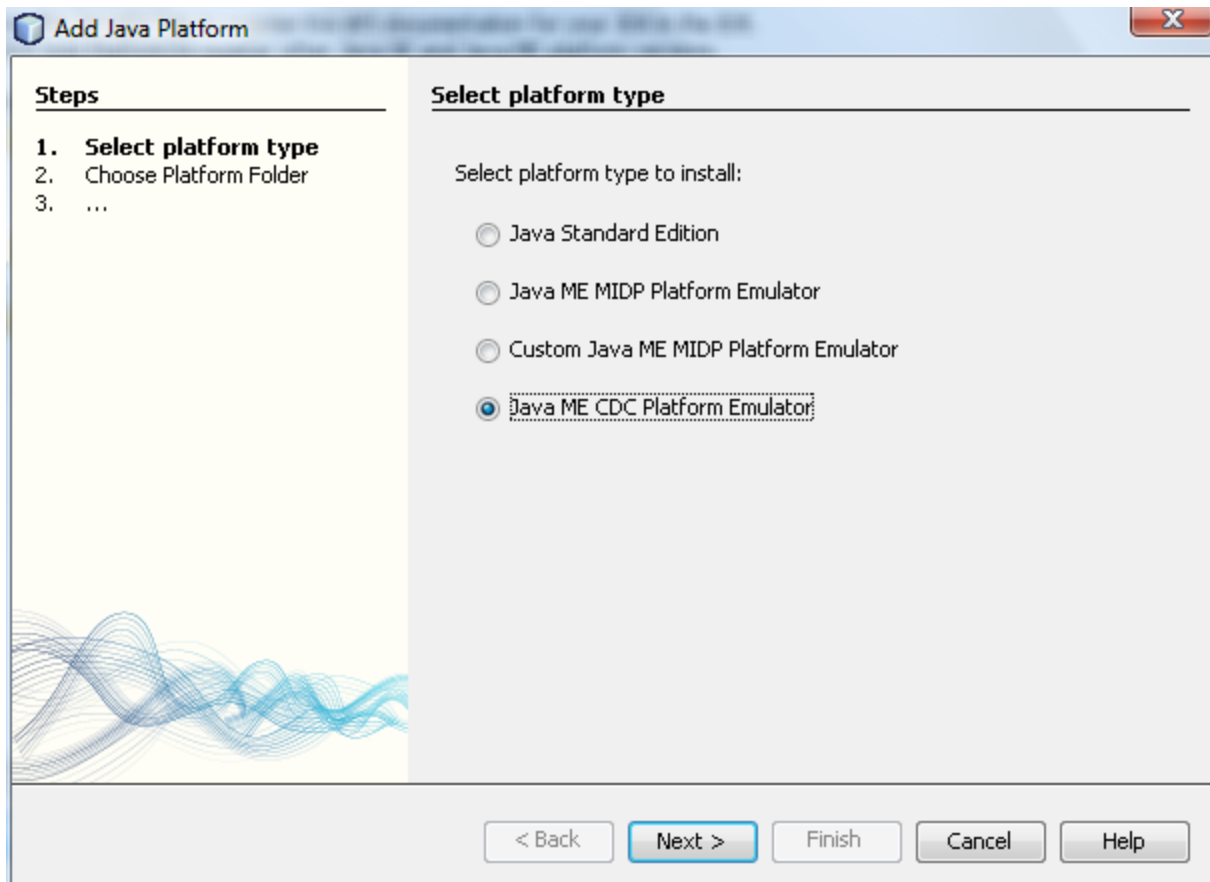 Add Java Platform
Steps
1. Select platform type
2. Choose Platform Folder
3. ...
Select platform type
Select platform type to install:
Java Standard Edition
Java ME MIDP Platform Emulator
Custom Java ME MIDP Platform Emulator
Java ME CDC Platform Emulator
< Back
Next >
Finish
Cancel
Help